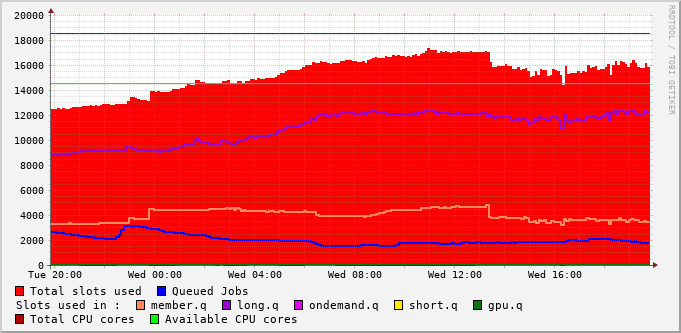 20000
18000
16000
14000
12000
10000
8000
6000
4000
2000
0
Tue 20:00 Wed 00:00 Wed 04:00 Wed 08:00 Wed 12:00 Wed 16:00
Total slots used Queued Jobs
Slots used in : member.q long.q ondemand.q short.q gpu.q
Total CPU cores Available CPU cores
RRDTOOL / TOBI OETIKER